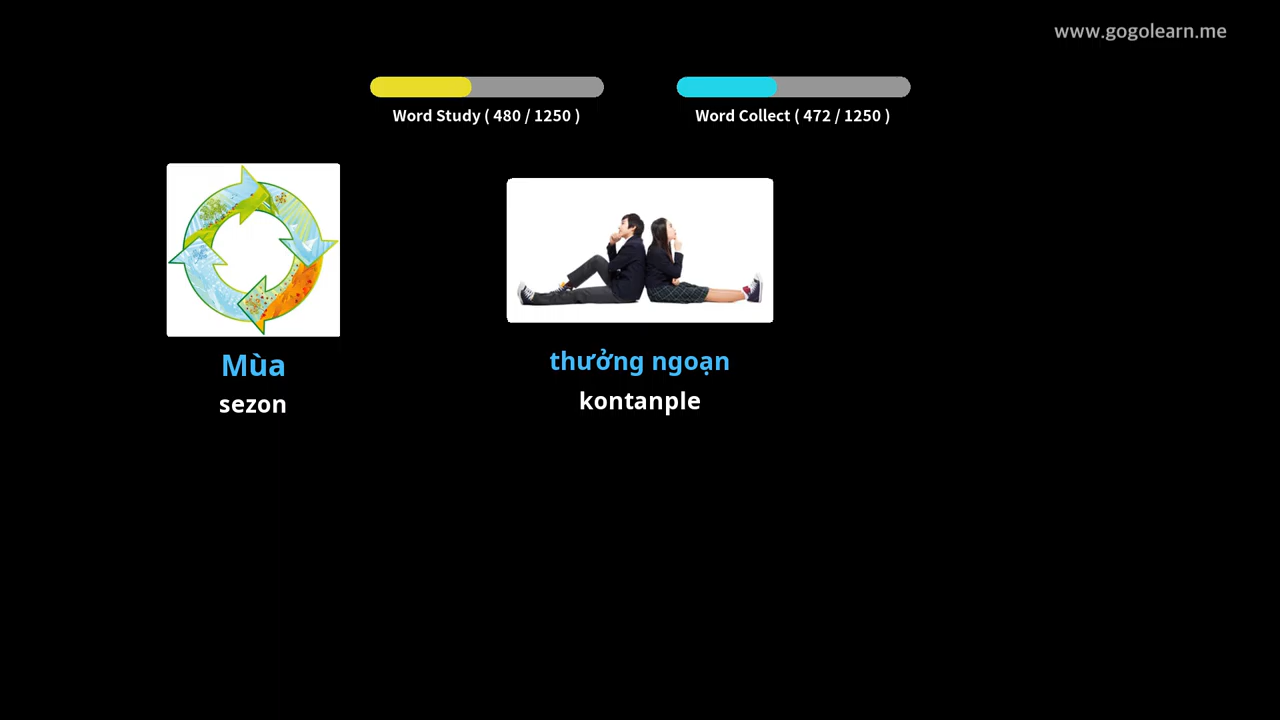 www.gogolearn.me
Word Study ( 480 / 1250 )
Word Collect ( 472 / 1250 )
Mùa
sezon
thưởng ngoạn
kontanple